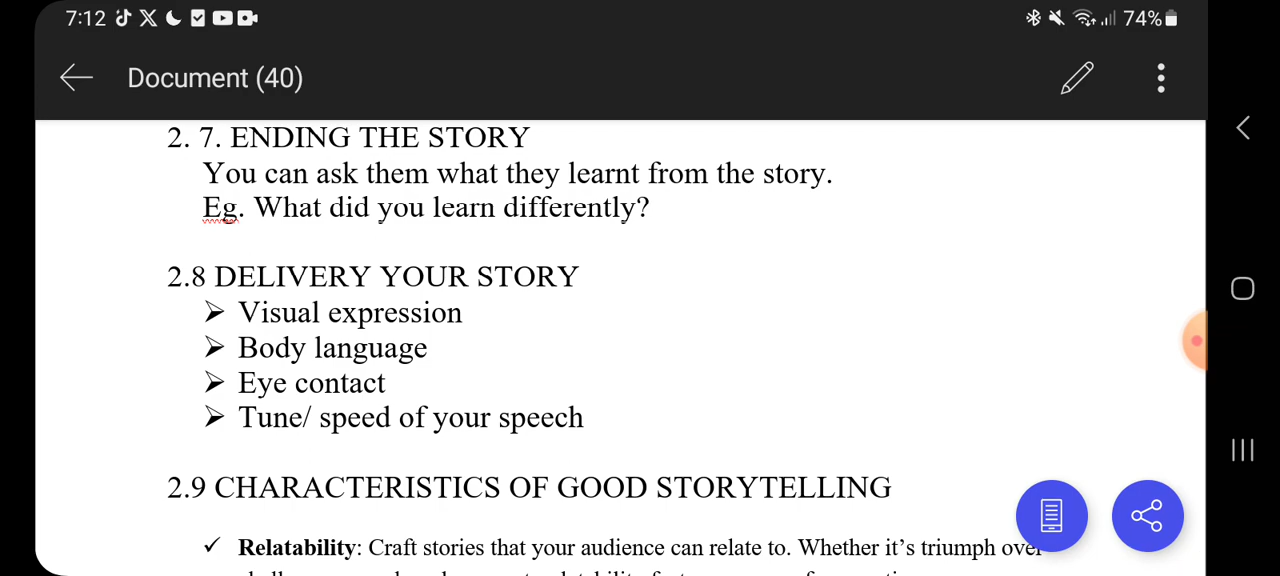 7:12
74%
Document (40)
2. 7. ENDING THE STORY
You can ask them what they learnt from the story.
Eg. What did you learn differently?
2.8 DELIVERY YOUR STORY
➢ Visual expression
➢ Body language
➢ Eye contact
➢ Tune/ speed of your speech
2.9 CHARACTERISTICS OF GOOD STORYTELLING
✓ Relatability: Craft stories that your audience can relate to. Whether it's triumph over